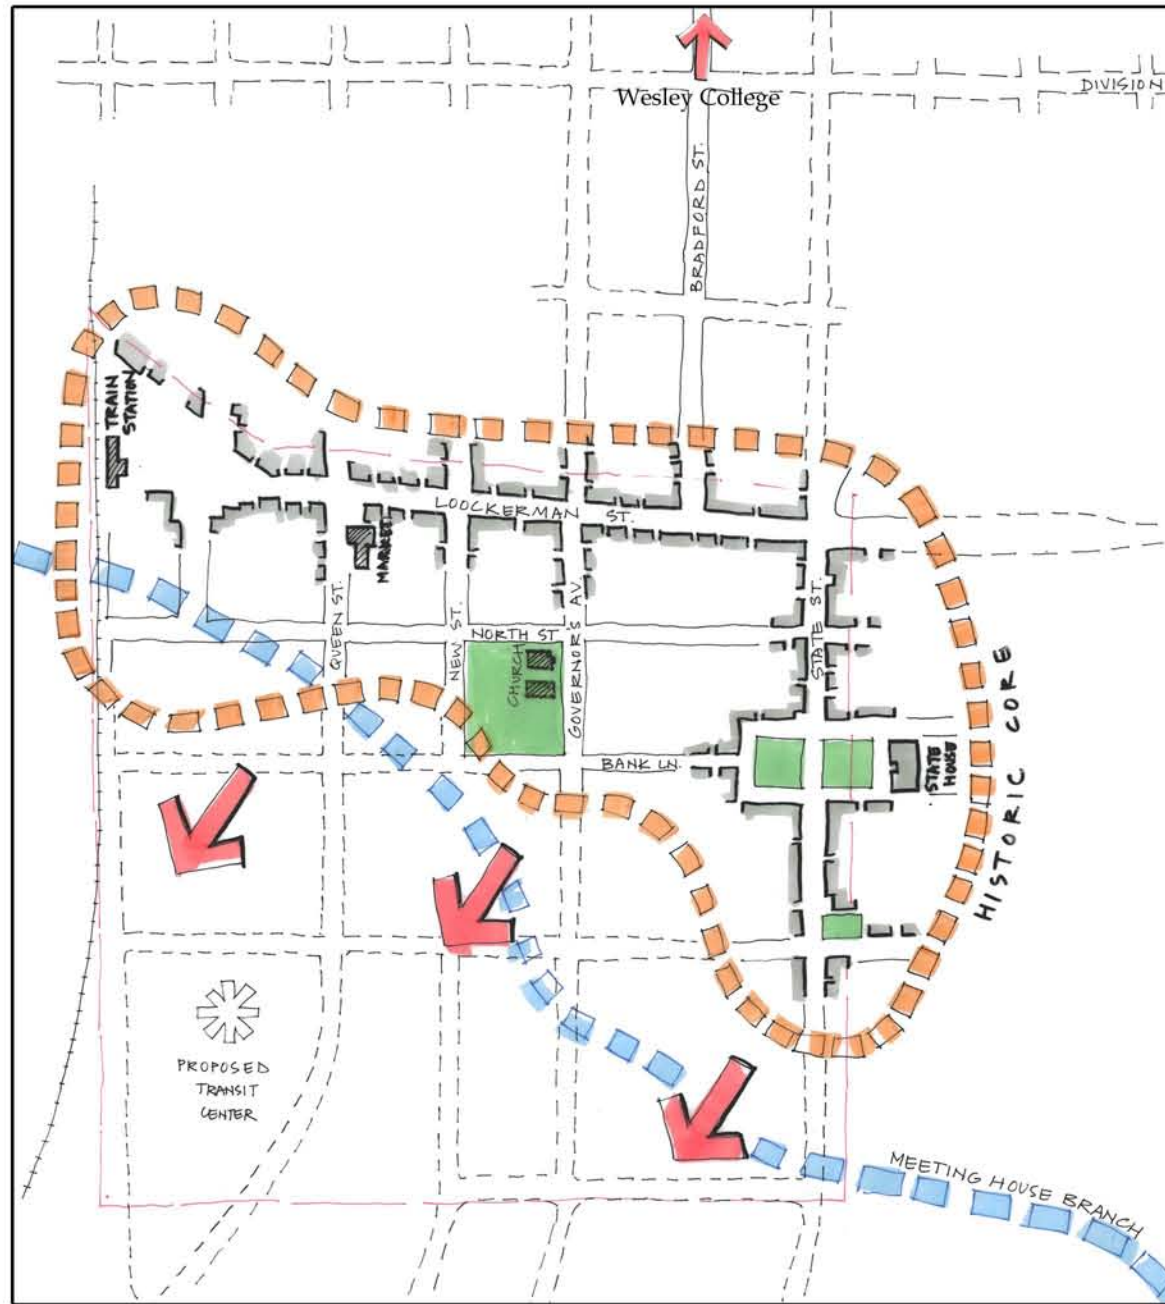 DIVISION
Wesley College
BRADFORD ST.
TRAIN
STATION
LOOCKERMAN ST.
MARKET
QUEEN ST.
NEW ST.
NORTH ST
CHURCH
GOVERNORS AV.
STATE ST.
BANK LN.
STATE
HOUSE
HISTORIC CORE
PROPOSED
TRANSIT
CENTER
MEETING HOUSE BRANCH